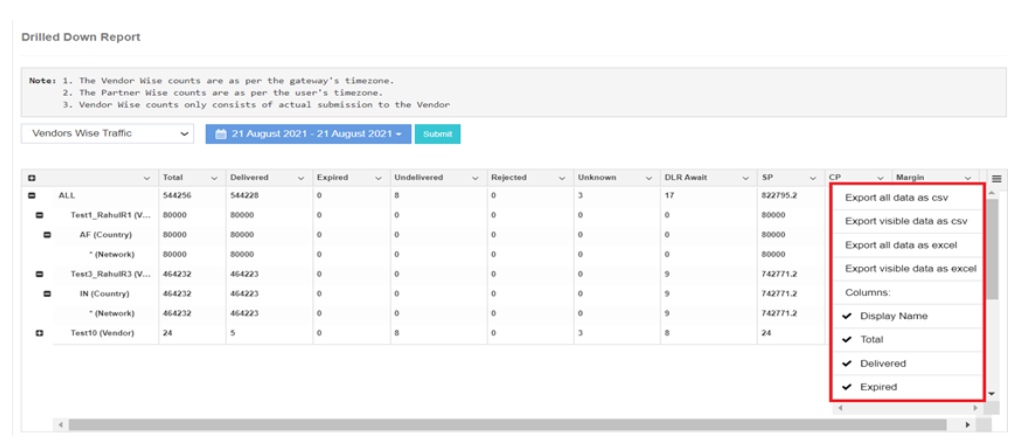 Drilled Down Report
Note: 1. The Vendor Wise counts are as per the gateway's timezone.
2. The Partner Wise counts are as per the user's timezone.
3. Vendor Wise counts only consists of actual submission to the Vendor
Vendors Wise Traffic 21 August 2021 - 21 August 2021 Submit
Total Delivered Expired Undelivered Rejected Unknown DLR Await SP CP Margin
ALL 544256 544228 0 8 0 3 17 822795.2
Test1_RahulR1 (V... 80000 80000 0 0 0 0 0 80000
AF (Country) 80000 80000 0 0 0 0 0 80000
* (Network) 80000 80000 0 0 0 0 0 80000
Test3_RahulR3 (V... 464232 464223 0 0 0 0 9 742771.2
IN (Country) 464232 464223 0 0 0 0 9 742771.2
* (Network) 464232 464223 0 0 0 0 9 742771.2
Test10 (Vendor) 24 5 0 8 0 3 8 24
Export all data as csv
Export visible data as csv
Export all data as excel
Export visible data as excel
Columns:
Display Name
Total
Delivered
Expired